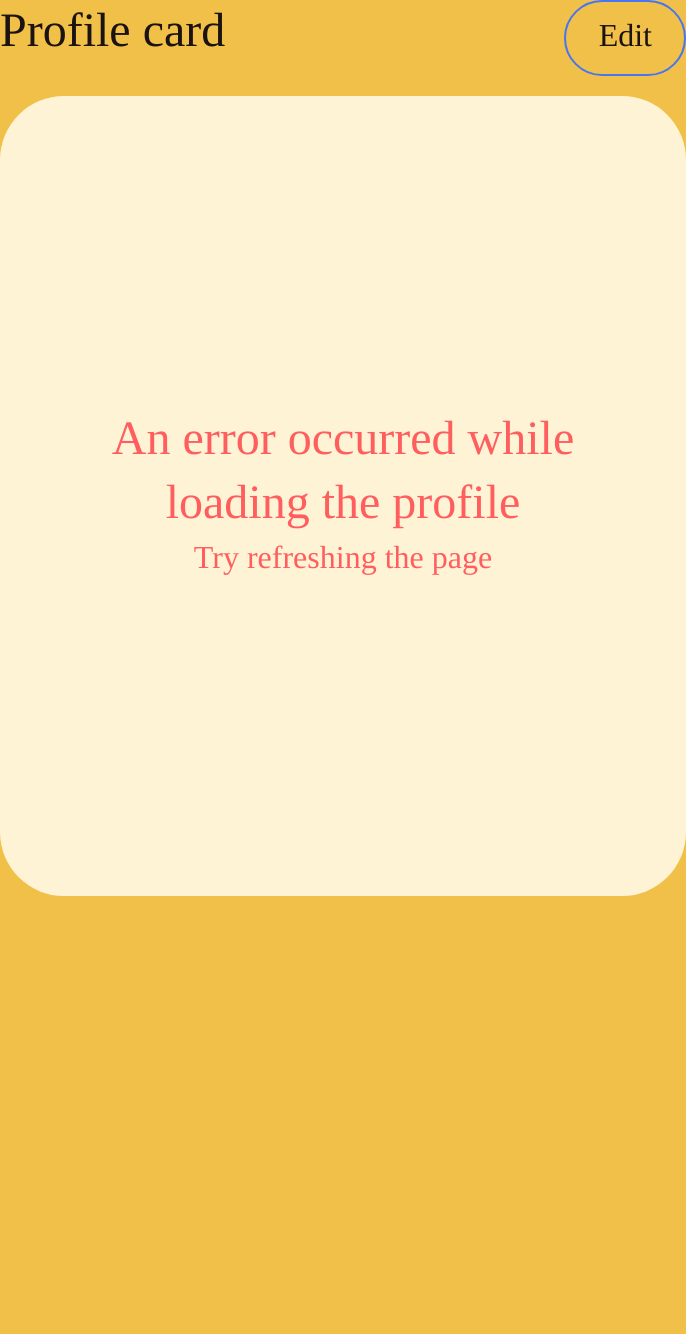 Profile card
Edit
An error occurred while
loading the profile
Try refreshing the page